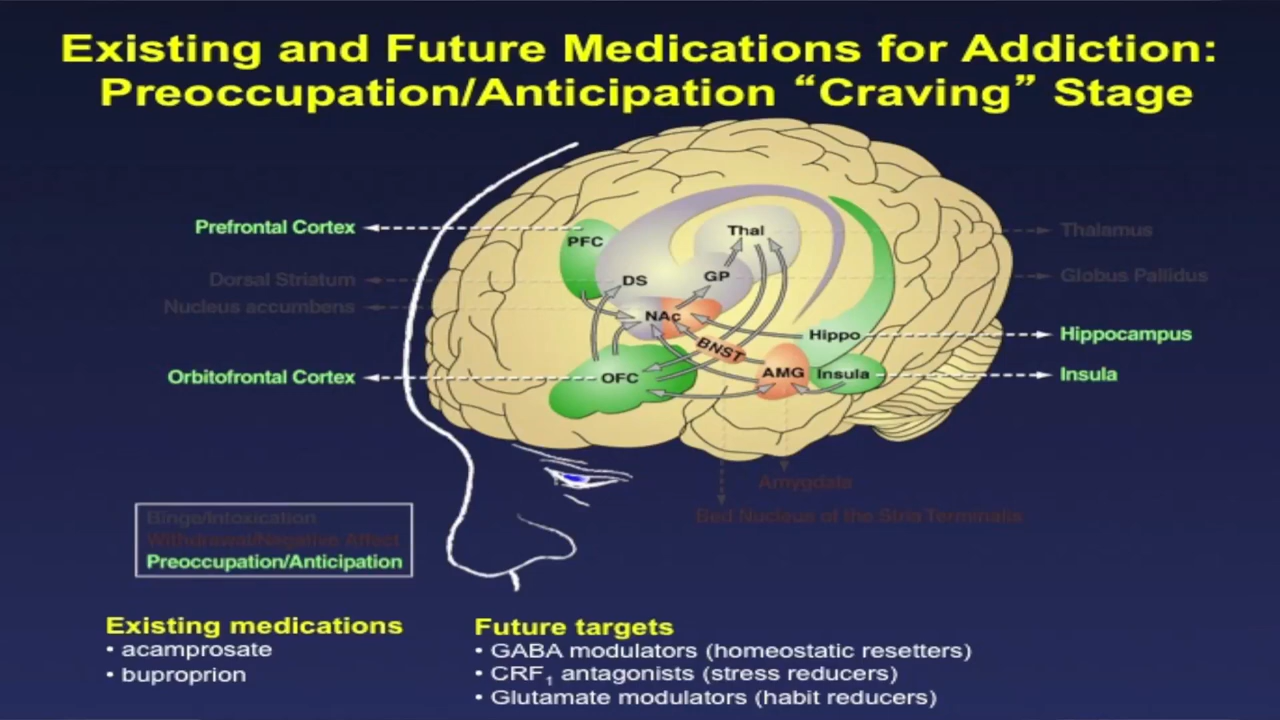 Existing and Future Medications for Addiction:
Preoccupation/Anticipation “Craving” Stage
Prefrontal Cortex
Dorsal Striatum
Nucleus accumbens
Orbitofrontal Cortex
PFC
DS
Thal
GP
NAc
BNST
OFC
AMG
Hippo
Insula
Thalamus
Globus Pallidus
Hippocampus
Insula
Amygdala
Bed Nucleus of the Stria Terminalis
Binge/Intoxication
Withdrawal/Negative Affect
Preoccupation/Anticipation
Existing medications
• acamprosate
• buproprion
Future targets
• GABA modulators (homeostatic resetters)
• CRF1 antagonists (stress reducers)
• Glutamate modulators (habit reducers)